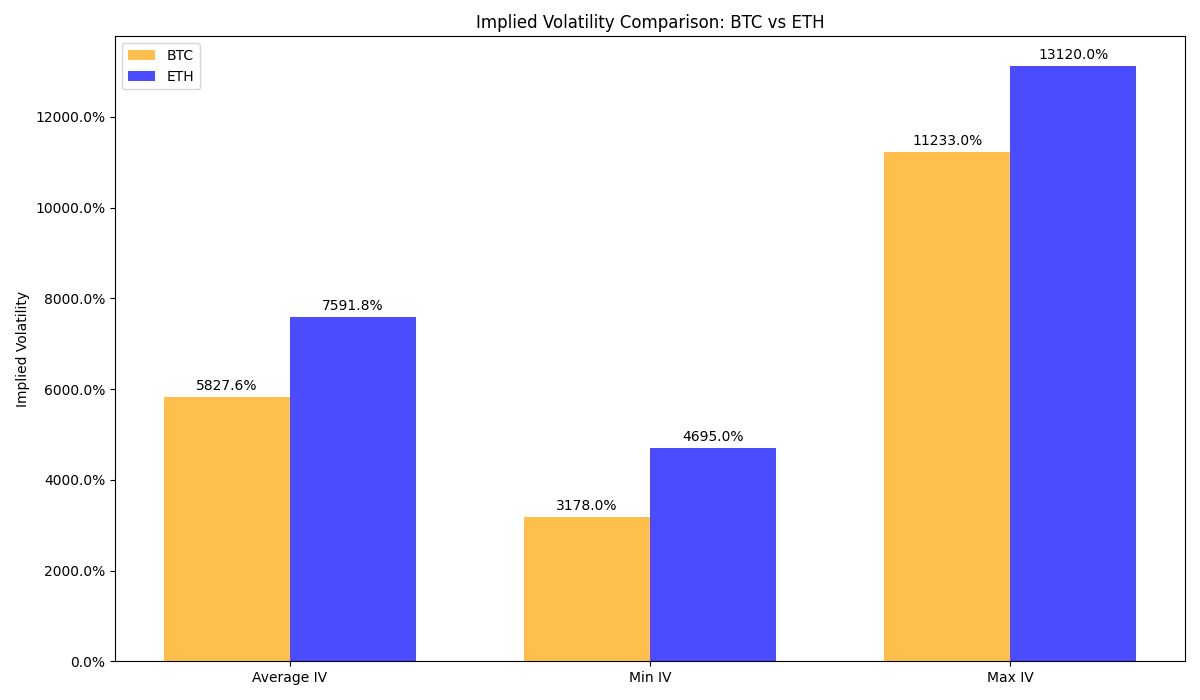 Implied Volatility Comparison: BTC vs ETH
BTC
ETH
Implied Volatility
12000.0%
10000.0%
8000.0%
6000.0%
4000.0%
2000.0%
0.0%
5827.6%
7591.8%
3178.0%
4695.0%
11233.0%
13120.0%
Average IV
Min IV
Max IV